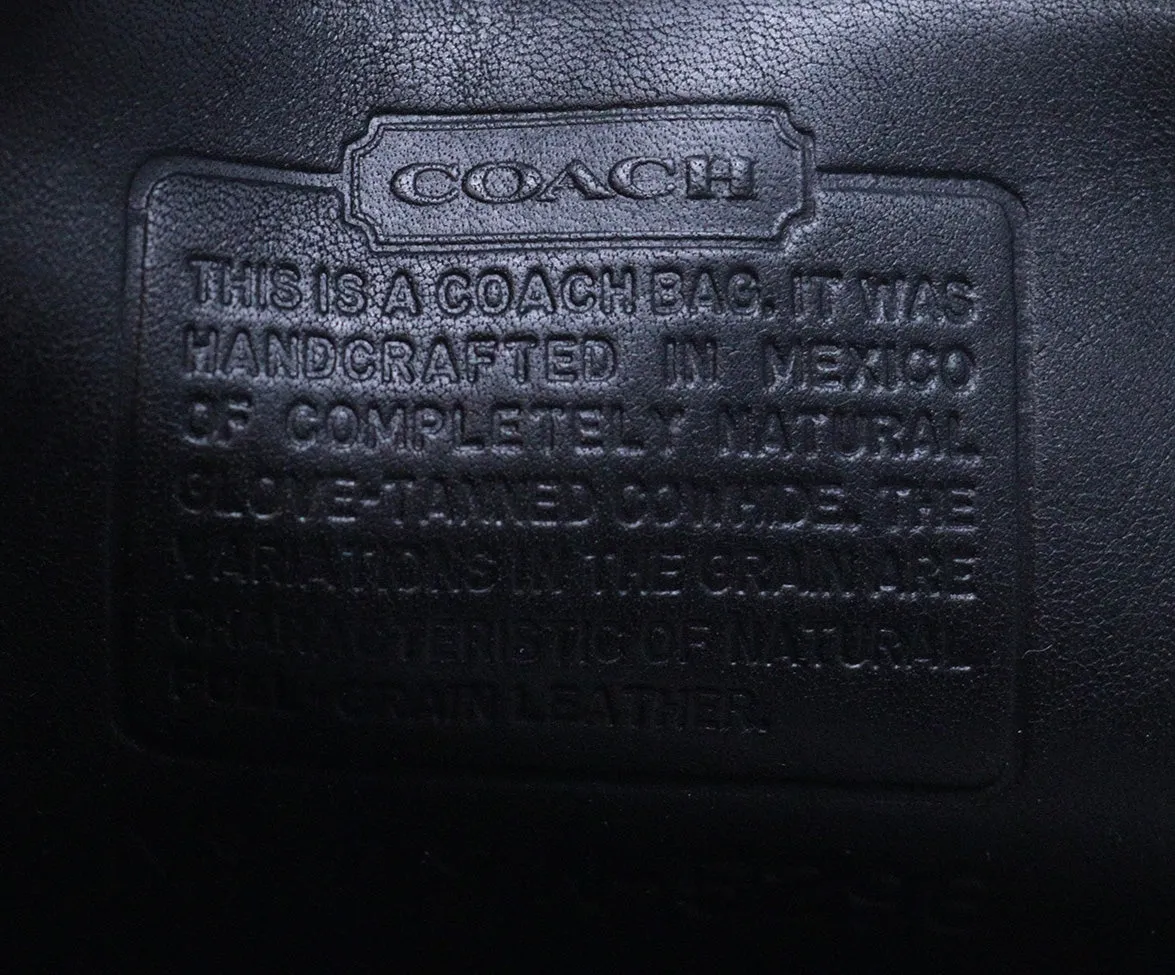 COACH
THIS IS A COACH BAG. IT WAS
HANDCRAFTED IN MEXICO
OF COMPLETELY NATURAL
GLOVE-TANNED COWHIDE. THE
VARIATIONS IN THE GRAIN ARE
CHARACTERISTIC OF NATURAL
FULL-GRAIN LEATHER.